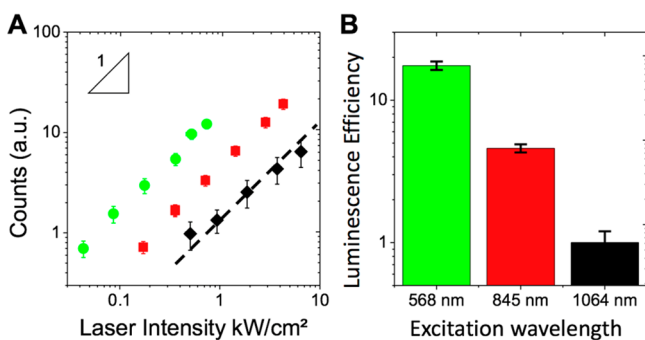 A
100
10
1
Counts (a.u.)
1
0.1
1
10
Laser Intensity kW/cm²
B
10
1
Luminescence Efficiency
568 nm
845 nm
1064 nm
Excitation wavelength